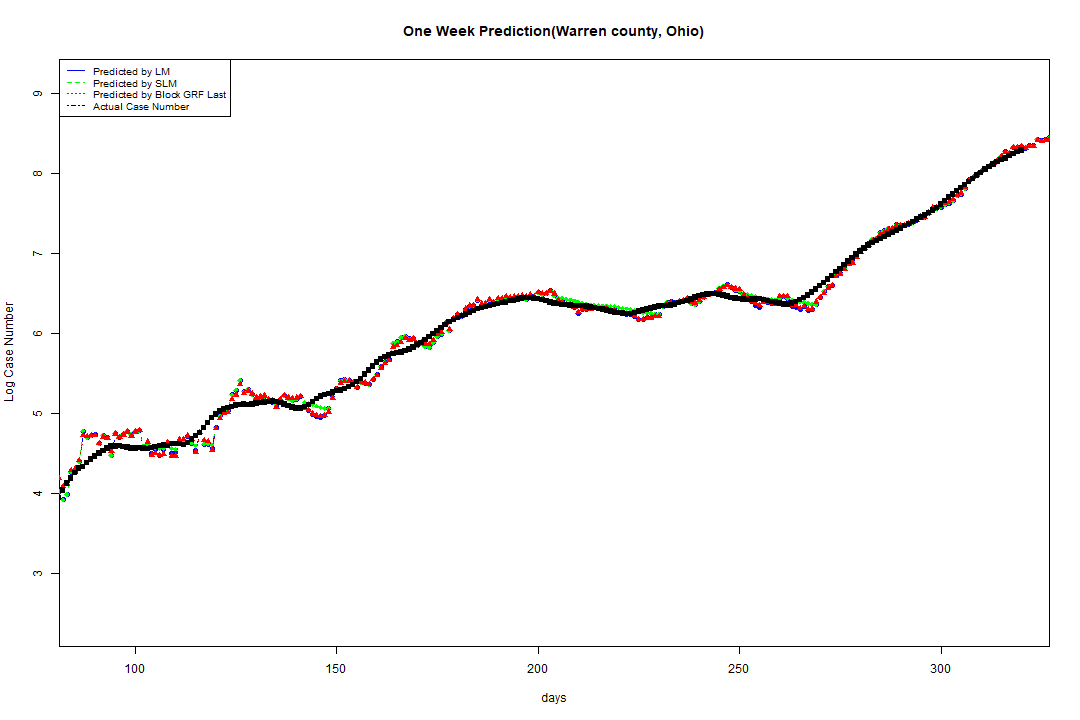 One Week Prediction(Warren county, Ohio)
Predicted by LM
Predicted by SLM
Predicted by Block GRF Last
Actual Case Number
9
8
7
6
5
4
3
Log Case Number
100 150 200 250 300
days